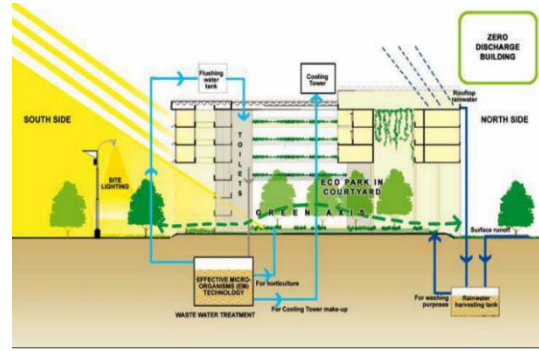 ZERO
DISCHARGE
BUILDING
Flushing
water
tank
Cooling
Tower
Rooftop
rainwater
SOUTH SIDE
NORTH SIDE
TOILETS
SITE
LIGHTING
ECO PARK IN
COURTYARD
GREEN AXIS
Surface runoff
EFFECTIVE MICRO-
ORGANISMS (EM)
TECHNOLOGY
For horticulture
WASTE WATER TREATMENT
For Cooling Tower make-up
For washing
purposes
Rainwater
harvesting tank